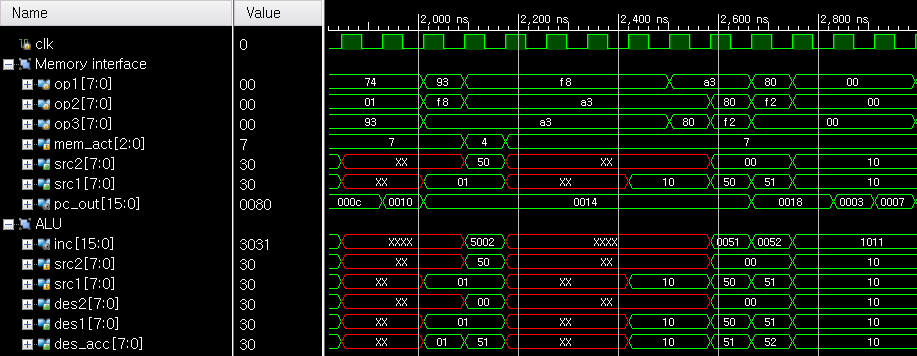 Name Value 2,000 ns 2,200 ns 2,400 ns 2,600 ns 2,800 ns
clk 0
Memory interface
op1[7:0] 00 74 93 f8 a3 80 00
op2[7:0] 00 01 f8 a3 80 f2 00
op3[7:0] 00 93 a3 80 f2 00
mem_act[2:0] 7 7 4 7
src2[7:0] 30 XX 50 XX 00 10
src1[7:0] 30 XX 01 XX 10 50 51 10
pc_out[15:0] 0080 000c 0010 0014 0018 0003 0007
ALU
inc[15:0] 3031 XXXX 5002 XXXX 0051 0052 1011
src2[7:0] 30 XX 50 XX 00 10
src1[7:0] 30 XX 01 XX 10 50 51 10
des2[7:0] 30 XX 00 XX 00 10
des1[7:0] 30 XX 01 XX 10 50 51 10
des_acc[7:0] 30 XX 01 51 XX 10 51 52 10